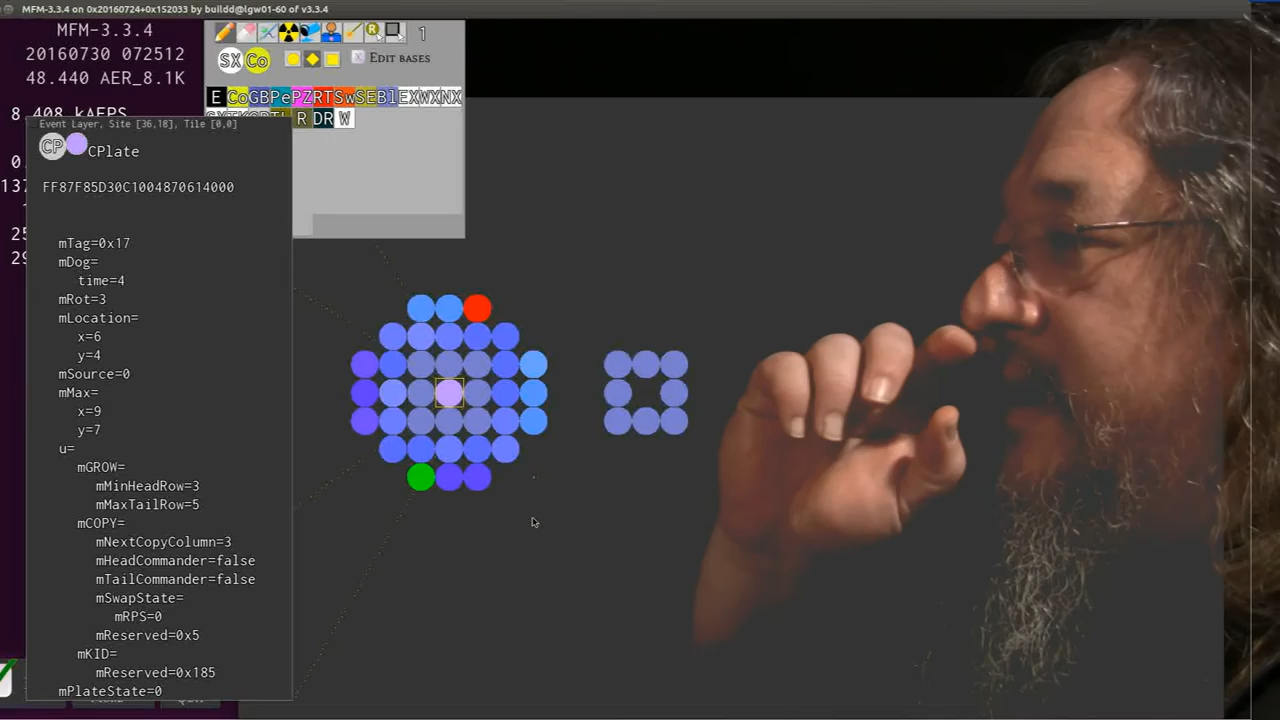 MFM-3.3.4 on 0x20160724+0x152033 by buildd@lgw01-60 of v3.3.4
MFM-3.3.4
20160730 072512
48.440 AER_8.1K
8.408 kAEPS
1
SX Co
EDIT BASES
E Co GB Pe PZ RT Sw SE Bl EX WX NX
R DR W
Event Layer, Site [36,18], Tile [0,0]
CP CPlate
FF87F85D30C1004870614000
mTag=0x17
mDog=
time=4
mRot=3
mLocation=
x=6
y=4
mSource=0
mMax=
x=9
y=7
u=
mGROW=
mMinHeadRow=3
mMaxTailRow=5
mCOPY=
mNextCopyColumn=3
mHeadCommander=false
mTailCommander=false
mSwapState=
mRPS=0
mReserved=0x5
mKID=
mReserved=0x185
mPlateState=0